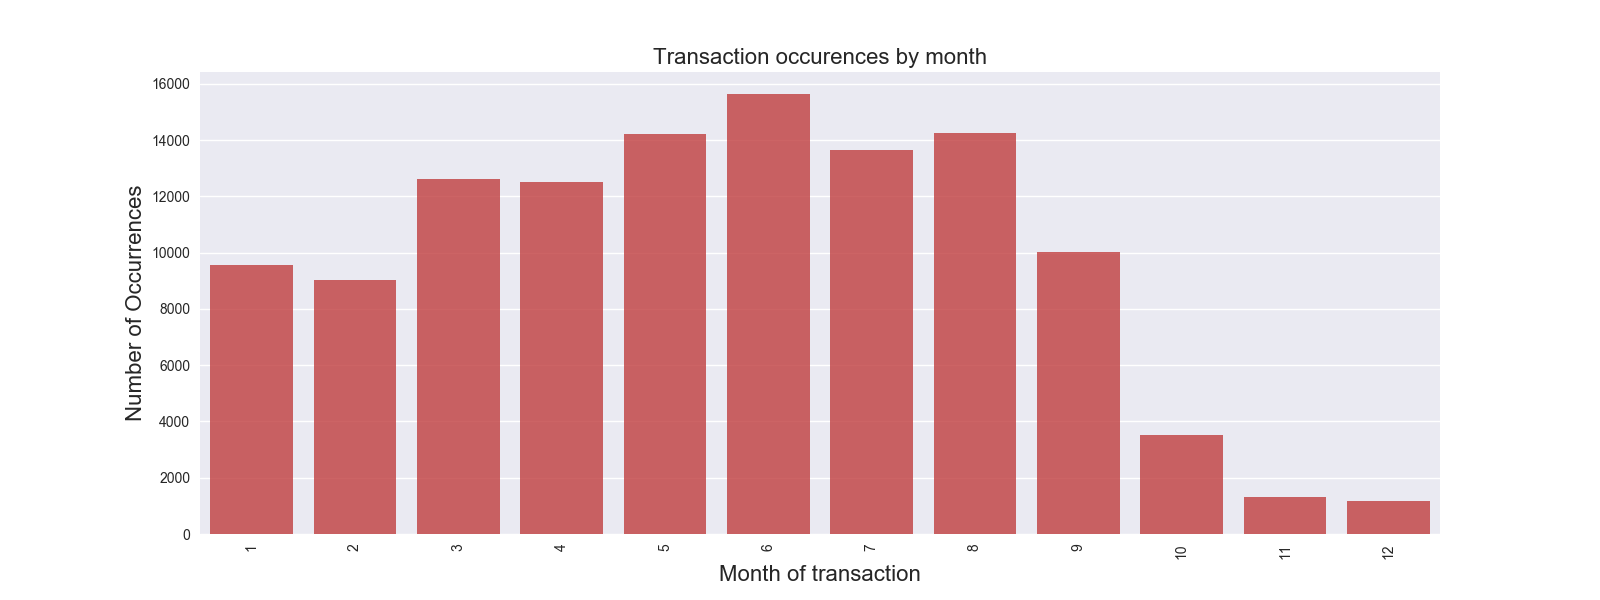 Transaction occurences by month
Number of Occurrences
16000
14000
12000
10000
8000
6000
4000
2000
0
1 2 3 4 5 6 7 8 9 10 11 12
Month of transaction